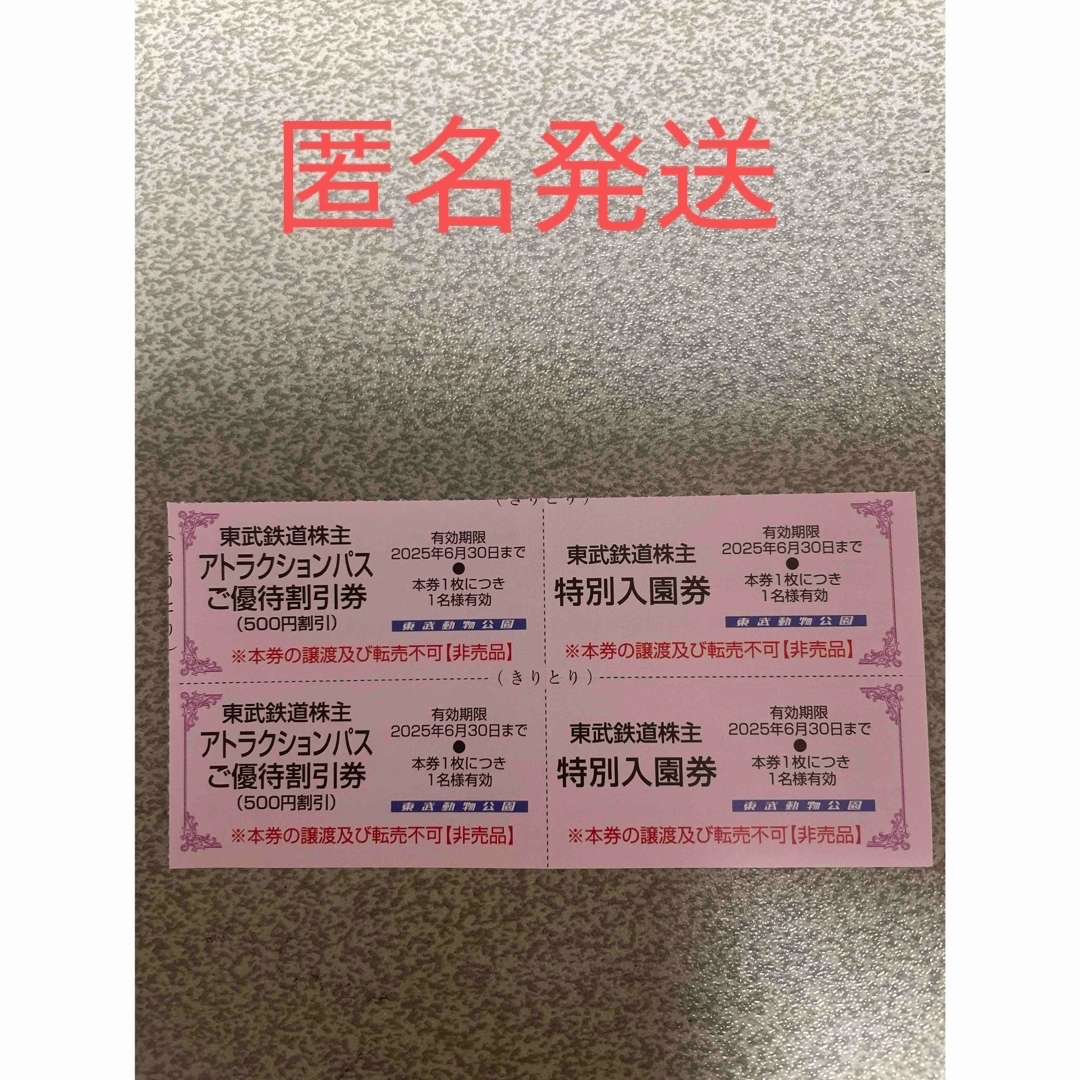 匿名発送
(きりとり)
(きりとり)
東武鉄道株主
アトラクションパス
ご優待割引券
(500円割引)
有効期限
2025年6月30日まで
●
本券1枚につき
1名様有効
東武動物公園
※本券の譲渡及び転売不可【非売品】
東武鉄道株主
特別入園券
有効期限
2025年6月30日まで
●
本券1枚につき
1名様有効
東武動物公園
※本券の譲渡及び転売不可【非売品】
(きりとり)
東武鉄道株主
アトラクションパス
ご優待割引券
(500円割引)
有効期限
2025年6月30日まで
●
本券1枚につき
1名様有効
東武動物公園
※本券の譲渡及び転売不可【非売品】
東武鉄道株主
特別入園券
有効期限
2025年6月30日まで
●
本券1枚につき
1名様有効
東武動物公園
※本券の譲渡及び転売不可【非売品】